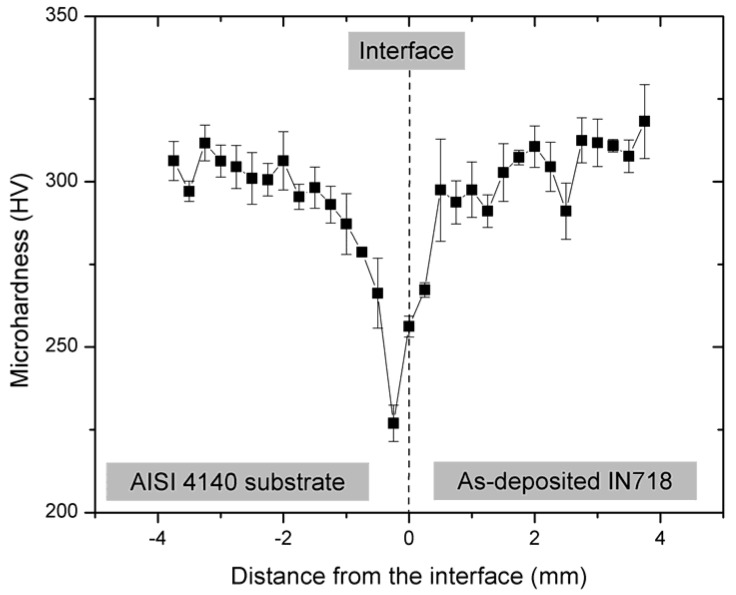 350
Interface
300
Microhardness (HV)
250
AISI 4140 substrate
As-deposited IN718
200
-4
-2
0
2
4
Distance from the interface (mm)